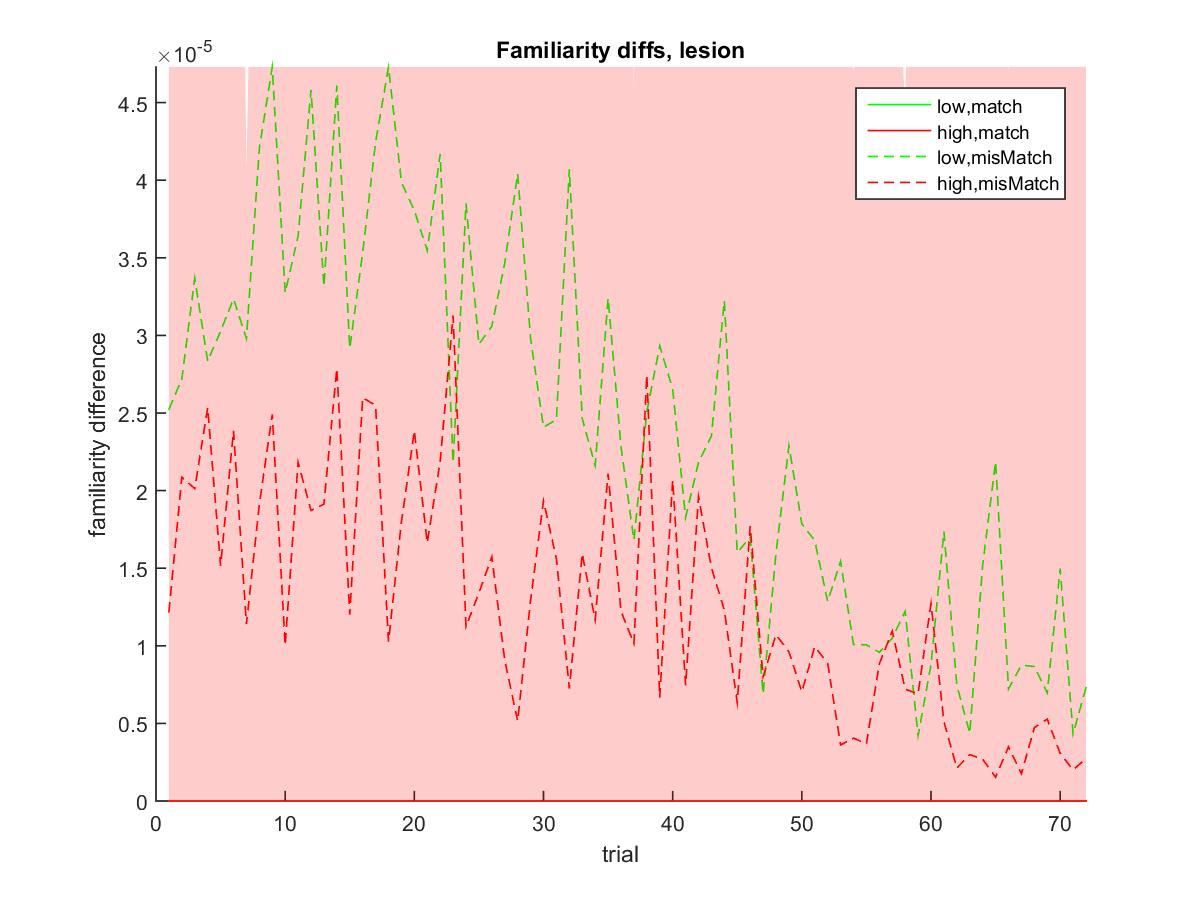 Familiarity diffs, lesion
×10-5
low,match
high,match
low,misMatch
high,misMatch
4.5
4
3.5
3
2.5
2
1.5
1
0.5
0
familiarity difference
0 10 20 30 40 50 60 70
trial